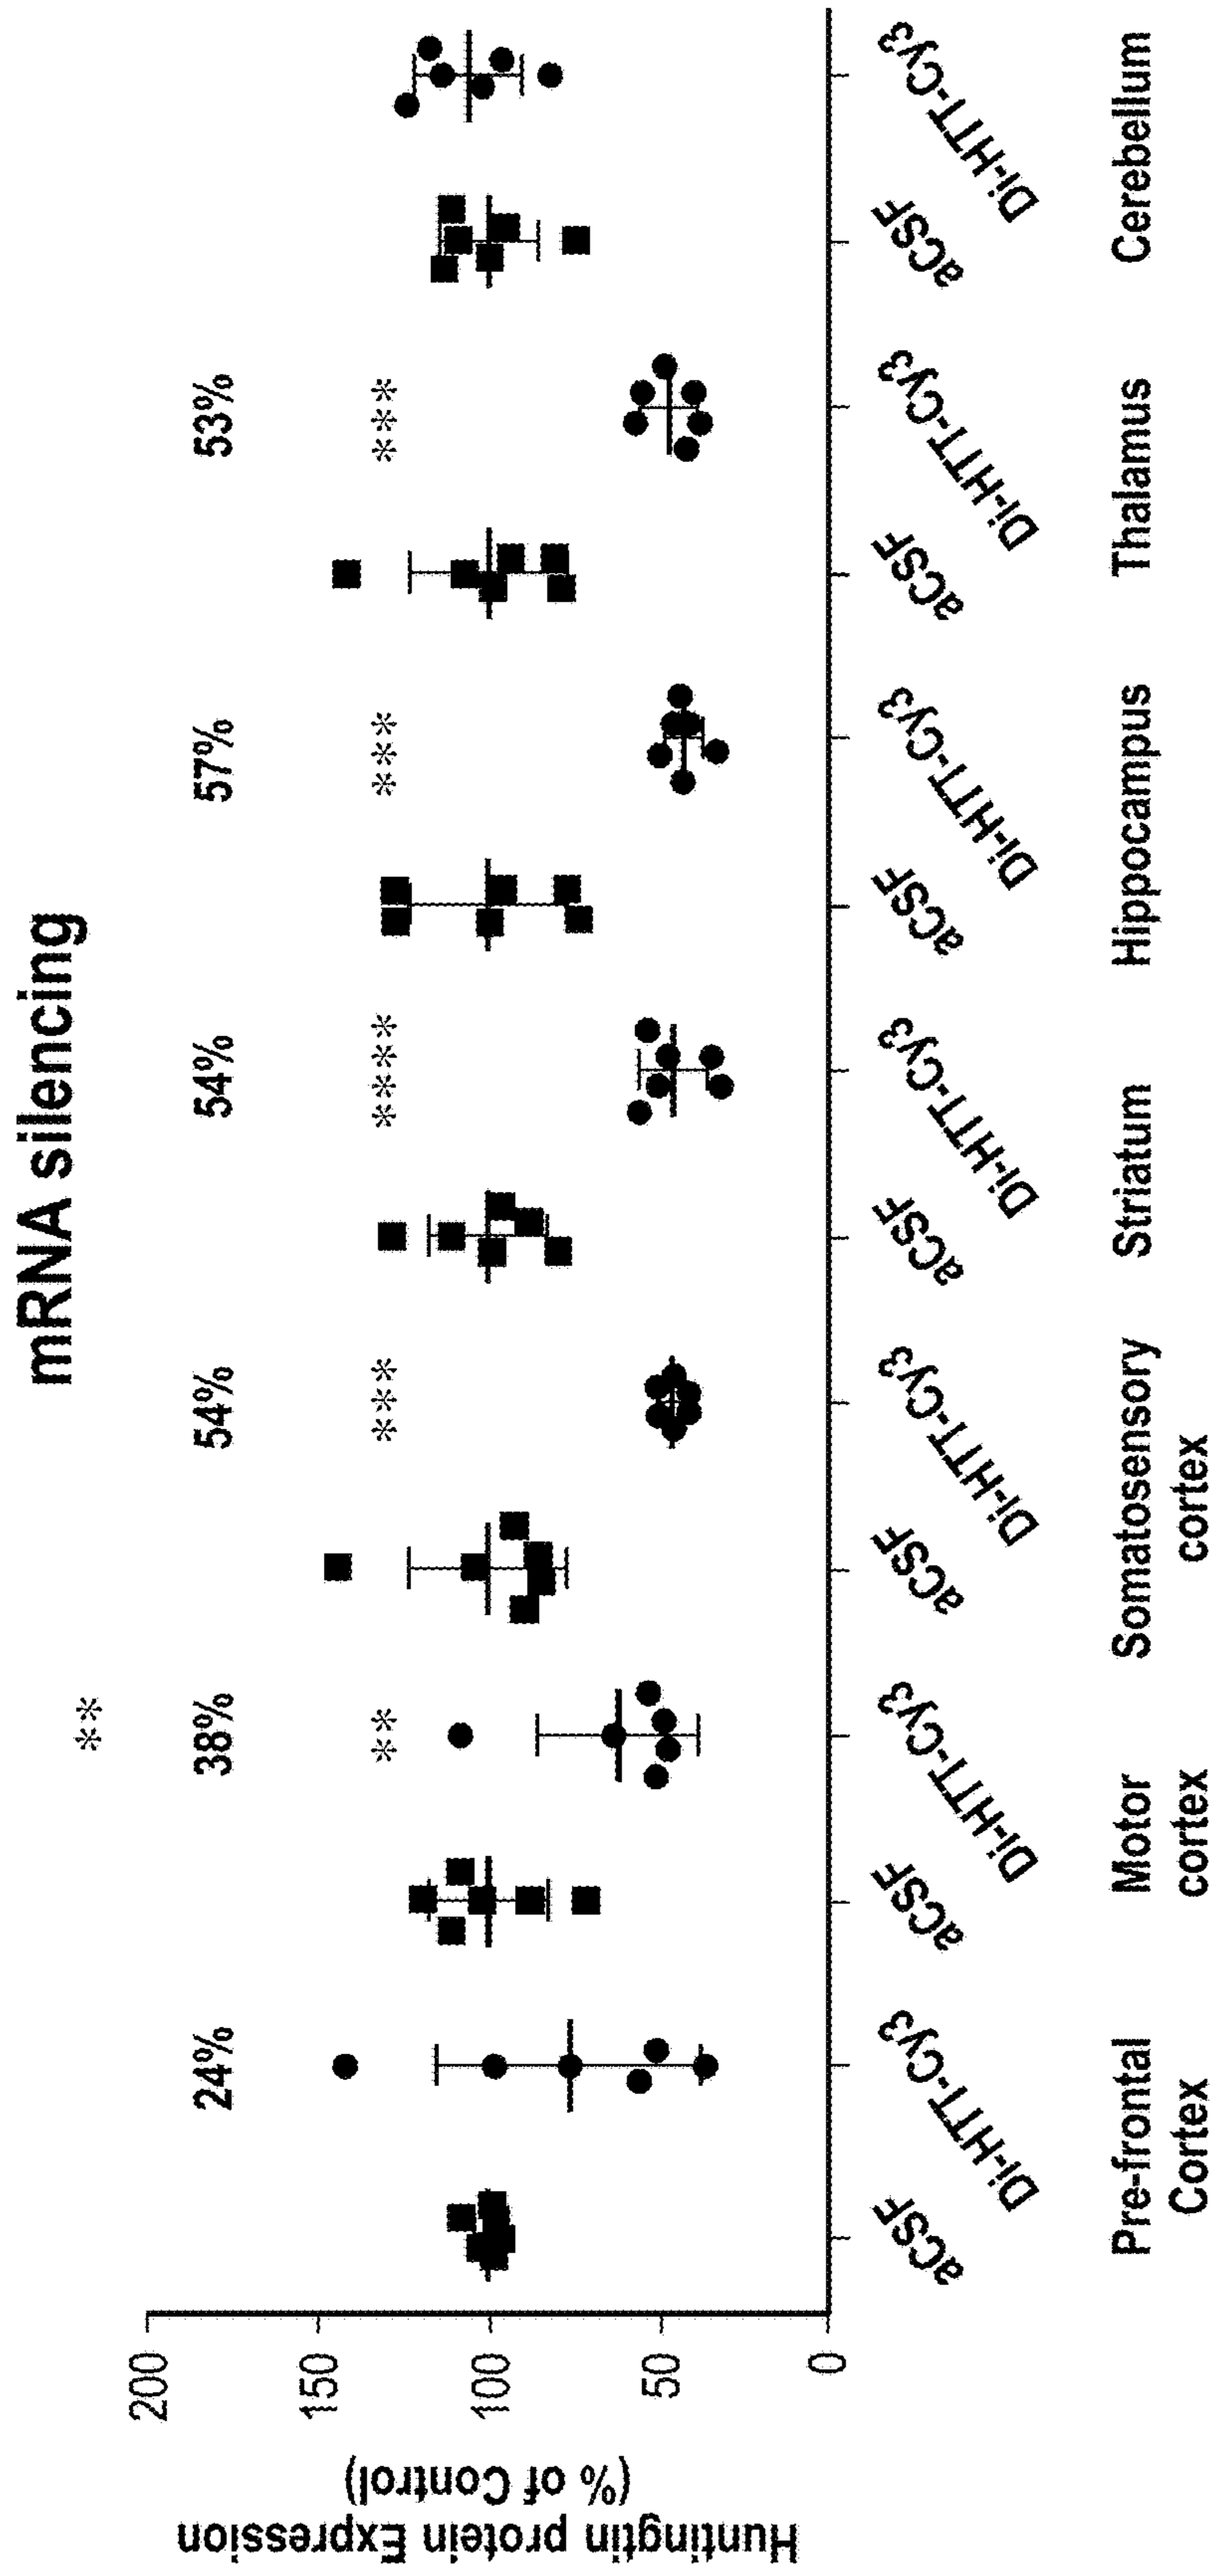 mRNA silencing
**
24% 38% 54% 54% 57% 53%
** *** **** *** ***
Huntingtin protein Expression
(% of Control)
200
150
100
50
0
aCSF Di-HTT-Cy3 aCSF Di-HTT-Cy3 aCSF Di-HTT-Cy3 aCSF Di-HTT-Cy3 aCSF Di-HTT-Cy3 aCSF Di-HTT-Cy3 aCSF Di-HTT-Cy3
Pre-frontal Motor Somatosensory Striatum Hippocampus Thalamus Cerebellum
Cortex cortex cortex